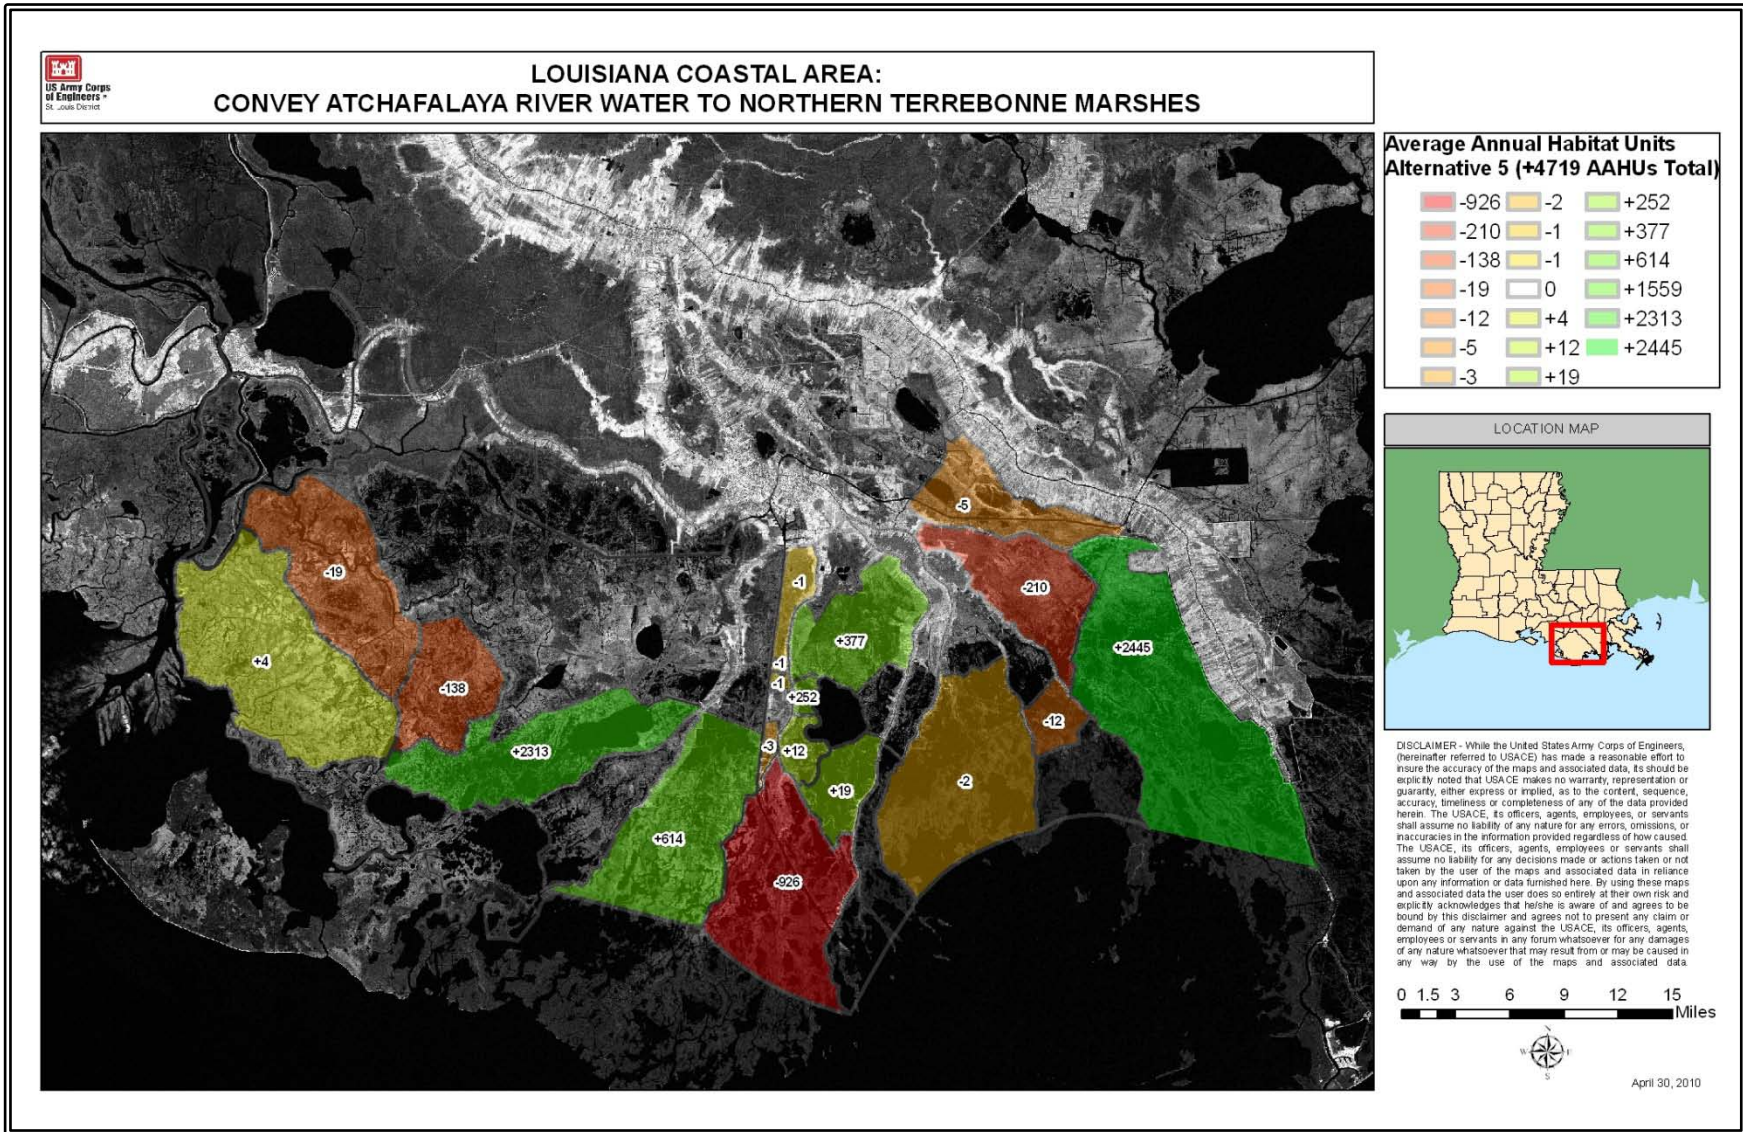 US Army Corps
of Engineers
St. Louis District
LOUISIANA COASTAL AREA:
CONVEY ATCHAFALAYA RIVER WATER TO NORTHERN TERREBONNE MARSHES
Average Annual Habitat Units
Alternative 5 (+4719 AAHUs Total)
-926 -2 +252
-210 -1 +377
-138 -1 +614
-19 0 +1559
-12 +4 +2313
-5 +12 +2445
-3 +19
-5
-19
-1
-210
+377
+2445
+4
-1
-138
-1
+252
-12
+2313
-3
+12
-2
+19
+614
-926
LOCATION MAP
DISCLAIMER - While the United States Army Corps of Engineers,
(hereinafter referred to USACE) has made a reasonable effort to
insure the accuracy of the maps and associated data, its should be
explicitly noted that USACE makes no warranty, representation or
guaranty, either express or implied, as to the content, sequence,
accuracy, timeliness or completeness of any of the data provided
herein. The USACE, its officers, agents, employees, or servants
shall assume no liability of any nature for any errors, omissions, or
inaccuracies in the information provided regardless of how caused.
The USACE, its officers, agents, employees or servants shall
assume no liability for any decisions made or actions taken or not
taken by the user of the maps and associated data in reliance
upon any information or data furnished here. By using these maps
and associated data the user does so entirely at their own risk and
explicitly acknowledges that he/she is aware of and agrees to be
bound by this disclaimer and agrees not to present any claim or
demand of any nature against the USACE, its officers, agents,
employees or servants in any forum whatsoever for any damages
of any nature whatsoever that may result from or may be caused in
any way by the use of the maps and associated data.
0 1.5 3 6 9 12 15
Miles
N
W E
S
April 30, 2010